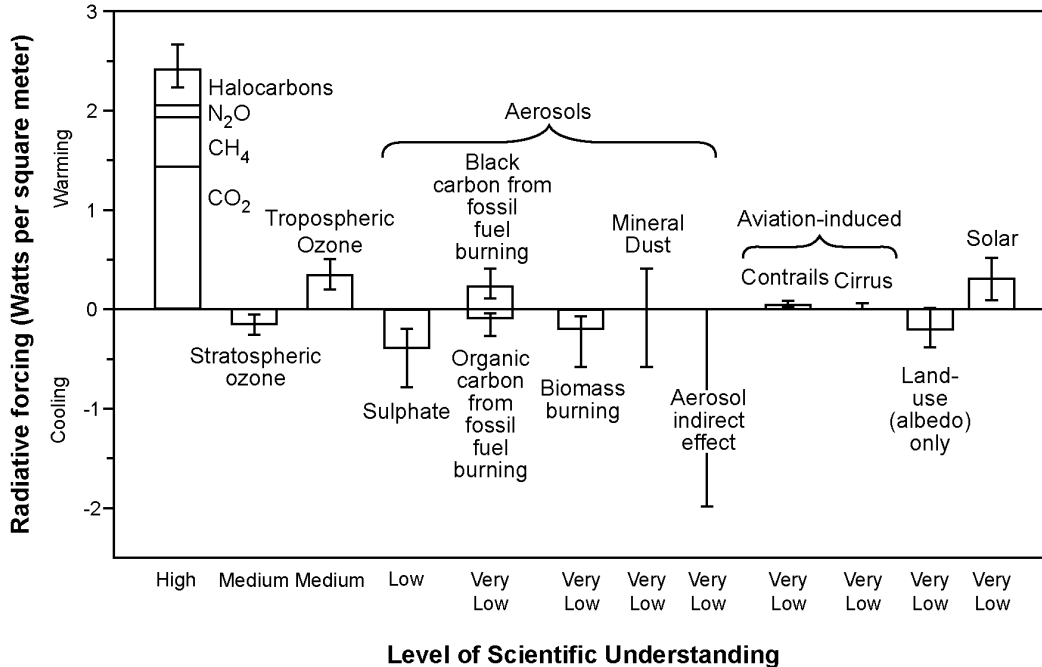 Radiative forcing (Watts per square meter)
Warming
Cooling
3
2
1
0
-1
-2
Halocarbons
N₂O
CH₄
CO₂
Stratospheric
ozone
Tropospheric
Ozone
Aerosols
Sulphate
Black
carbon from
fossil
fuel
burning
Organic
carbon
from
fossil
fuel
burning
Biomass
burning
Mineral
Dust
Aerosol
indirect
effect
Aviation-induced
Contrails
Cirrus
Land-
use
(albedo)
only
Solar
High
Medium
Medium
Low
Very
Low
Very
Low
Very
Low
Very
Low
Very
Low
Very
Low
Very
Low
Very
Low
Level of Scientific Understanding